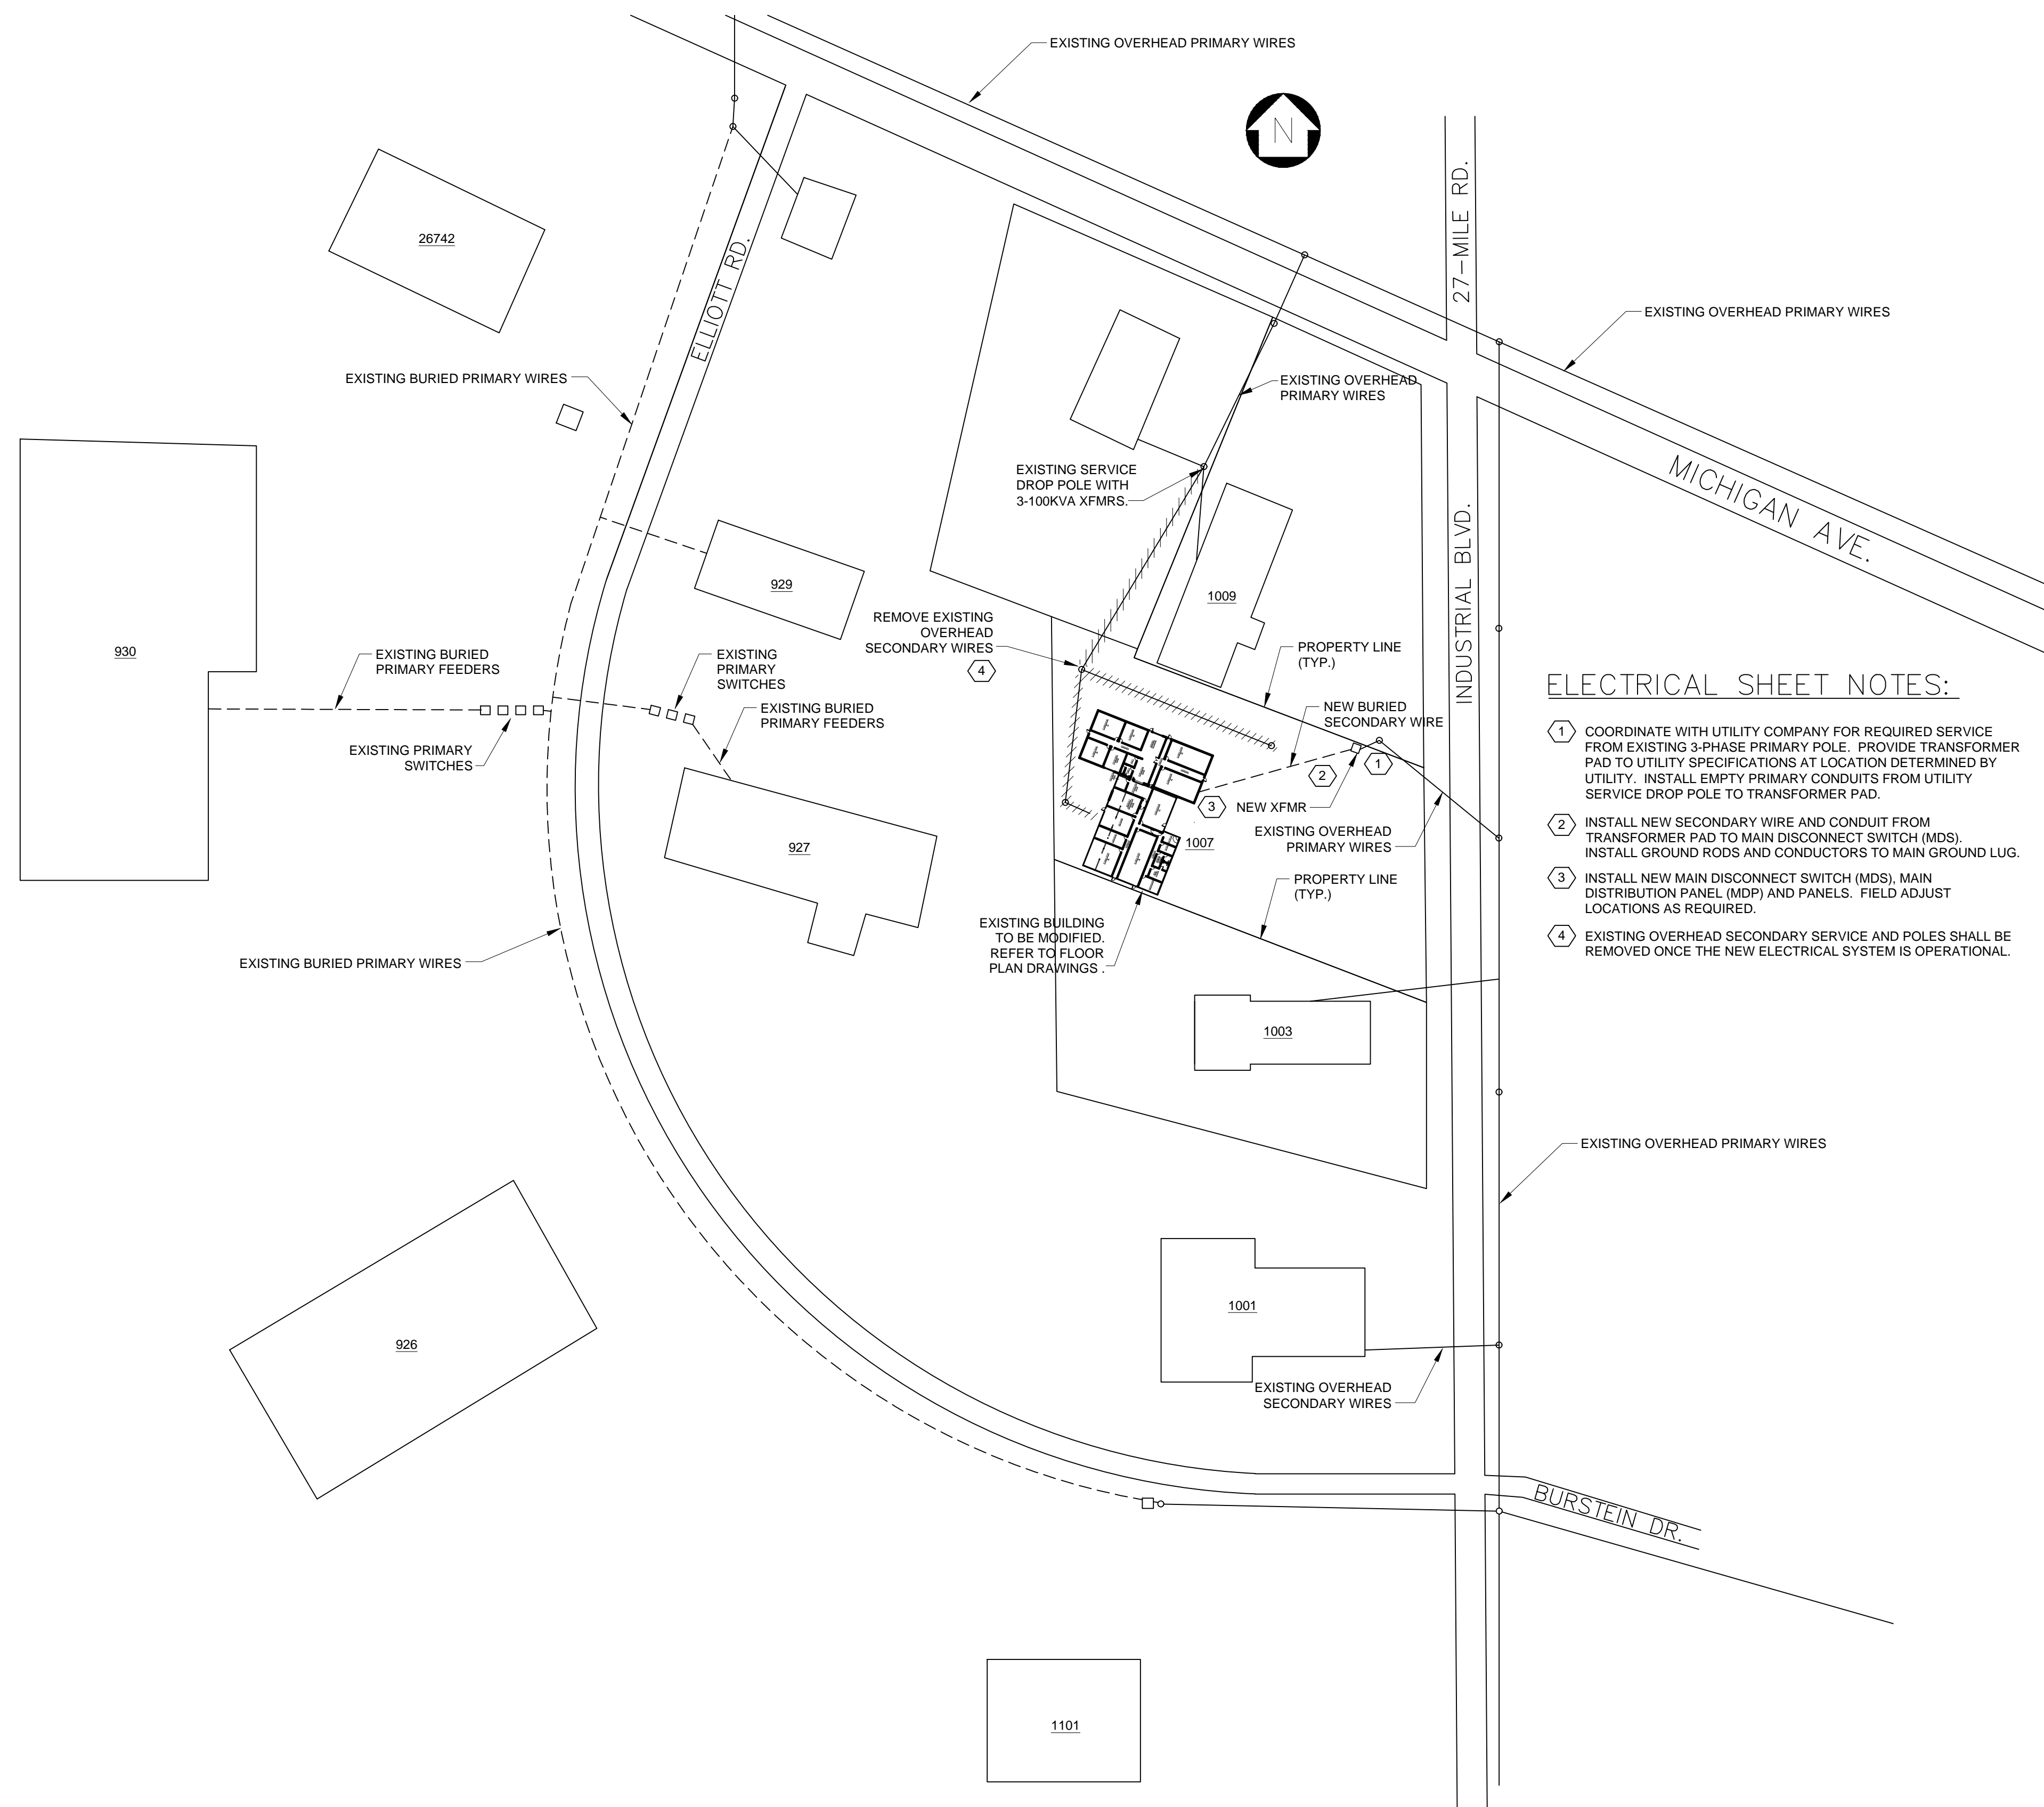 EXISTING OVERHEAD PRIMARY WIRES
N
27-MILE RD.
26742
ELLIOTT RD.
EXISTING OVERHEAD PRIMARY WIRES
EXISTING BURIED PRIMARY WIRES
EXISTING OVERHEAD
PRIMARY WIRES
MICHIGAN AVE.
EXISTING SERVICE
DROP POLE WITH
3-100KVA XFMRS.
INDUSTRIAL BLVD.
929
1009
REMOVE EXISTING
OVERHEAD
SECONDARY WIRES
4
930
EXISTING BURIED
PRIMARY FEEDERS
EXISTING
PRIMARY
SWITCHES
PROPERTY LINE
(TYP.)
EXISTING BURIED
PRIMARY FEEDERS
NEW BURIED
SECONDARY WIRE
EXISTING PRIMARY
SWITCHES
2
1
3
NEW XFMR
EXISTING OVERHEAD
PRIMARY WIRES
927
1007
PROPERTY LINE
(TYP.)
EXISTING BUILDING
TO BE MODIFIED.
REFER TO FLOOR
PLAN DRAWINGS .
EXISTING BURIED PRIMARY WIRES
ELECTRICAL SHEET NOTES:
1 COORDINATE WITH UTILITY COMPANY FOR REQUIRED SERVICE
FROM EXISTING 3-PHASE PRIMARY POLE. PROVIDE TRANSFORMER
PAD TO UTILITY SPECIFICATIONS AT LOCATION DETERMINED BY
UTILITY. INSTALL EMPTY PRIMARY CONDUITS FROM UTILITY
SERVICE DROP POLE TO TRANSFORMER PAD.
2 INSTALL NEW SECONDARY WIRE AND CONDUIT FROM
TRANSFORMER PAD TO MAIN DISCONNECT SWITCH (MDS).
INSTALL GROUND RODS AND CONDUCTORS TO MAIN GROUND LUG.
3 INSTALL NEW MAIN DISCONNECT SWITCH (MDS), MAIN
DISTRIBUTION PANEL (MDP) AND PANELS. FIELD ADJUST
LOCATIONS AS REQUIRED.
4 EXISTING OVERHEAD SECONDARY SERVICE AND POLES SHALL BE
REMOVED ONCE THE NEW ELECTRICAL SYSTEM IS OPERATIONAL.
1003
EXISTING OVERHEAD PRIMARY WIRES
1001
926
EXISTING OVERHEAD
SECONDARY WIRES
BURSTEIN DR.
1101